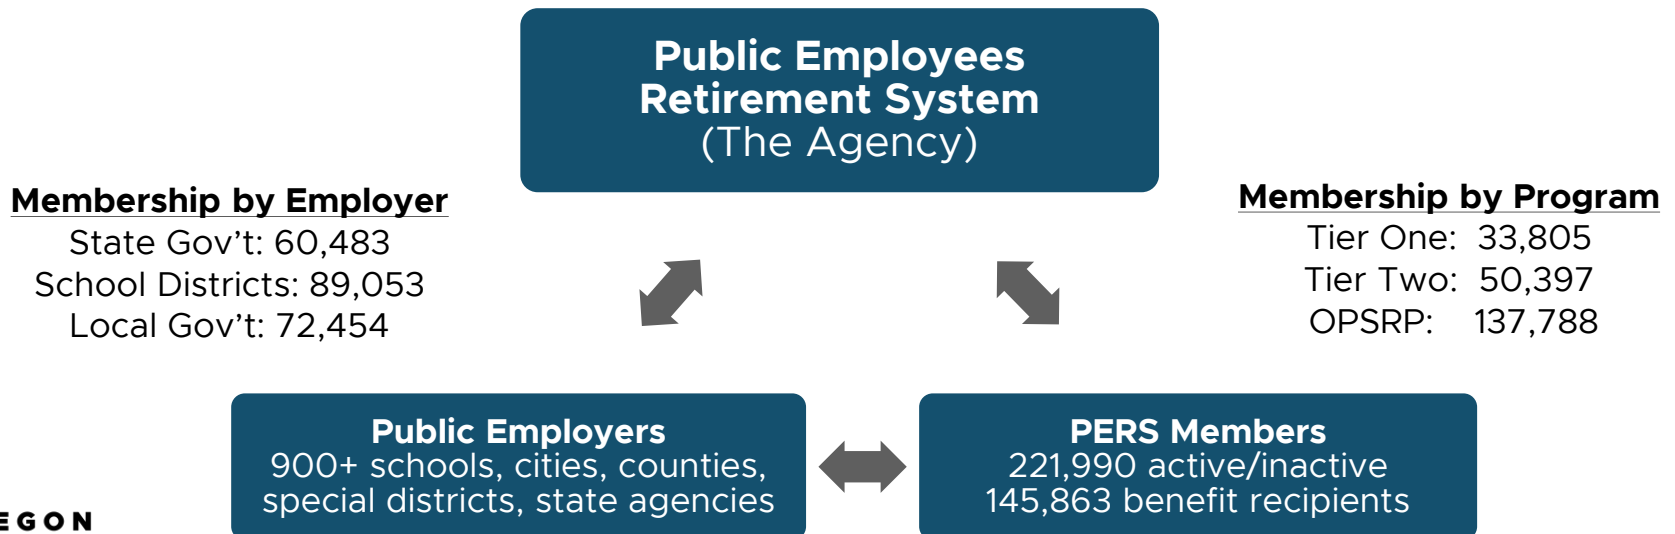 Public Employees
Retirement System
(The Agency)
Membership by Employer
State Gov’t: 60,483
School Districts: 89,053
Local Gov’t: 72,454
Membership by Program
Tier One: 33,805
Tier Two: 50,397
OPSRP: 137,788
Public Employers
900+ schools, cities, counties,
special districts, state agencies
PERS Members
221,990 active/inactive
145,863 benefit recipients
EGON